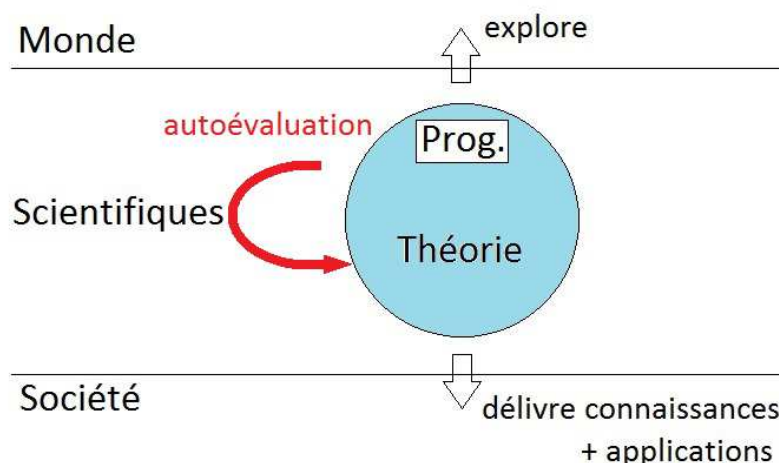 Monde
explore
autoévaluation
Prog.
Scientifiques
Théorie
Société
délivre connaissances
+ applications